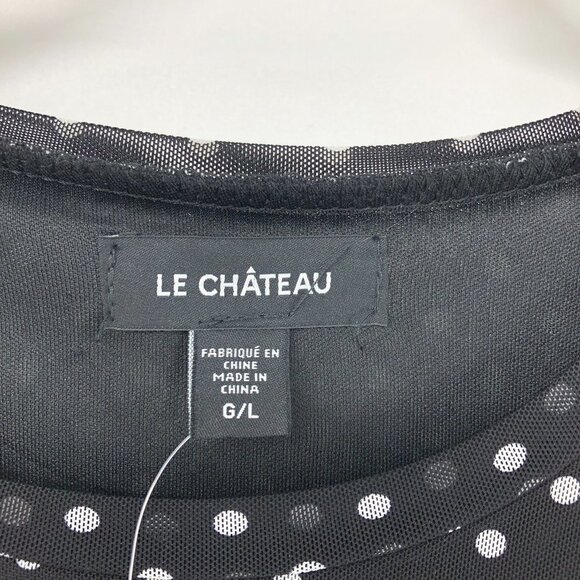 LE CHÂTEAU
FABRIQUÉ EN
CHINE
MADE IN
CHINA
G/L